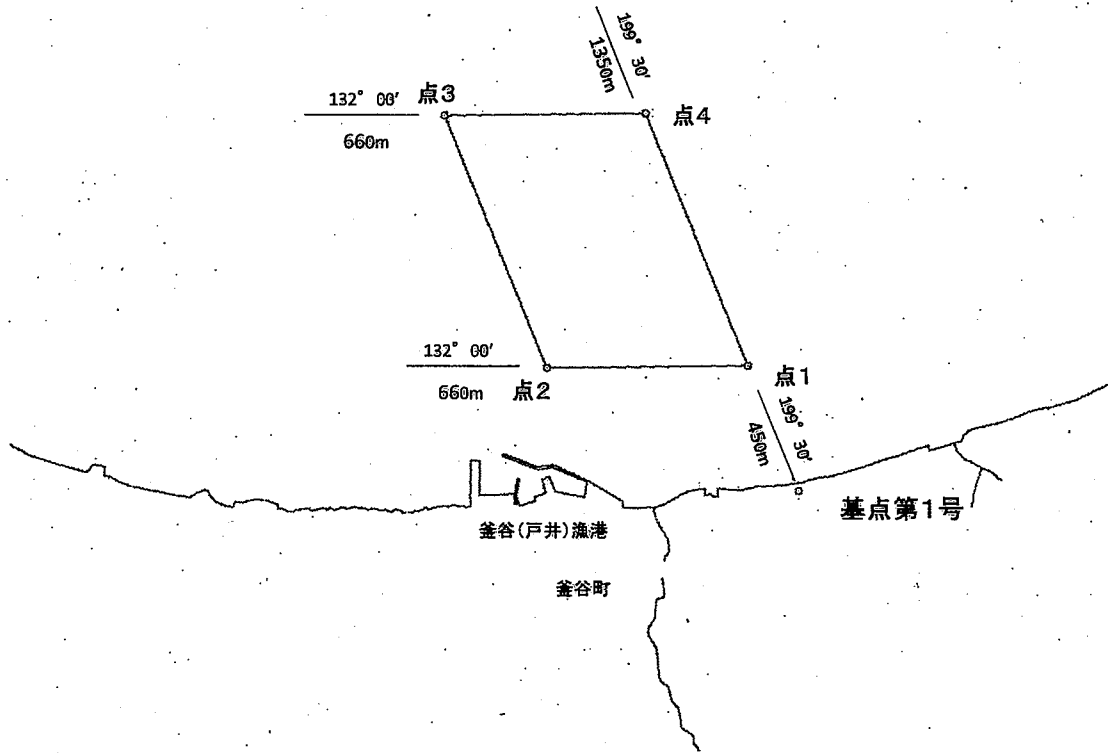 199° 30′
1350m
132° 00′
点3
660m
点4
132° 00′
660m
点2
点1
199° 30′
450m
基点第1号
釜谷(戸井)漁港
釜谷町